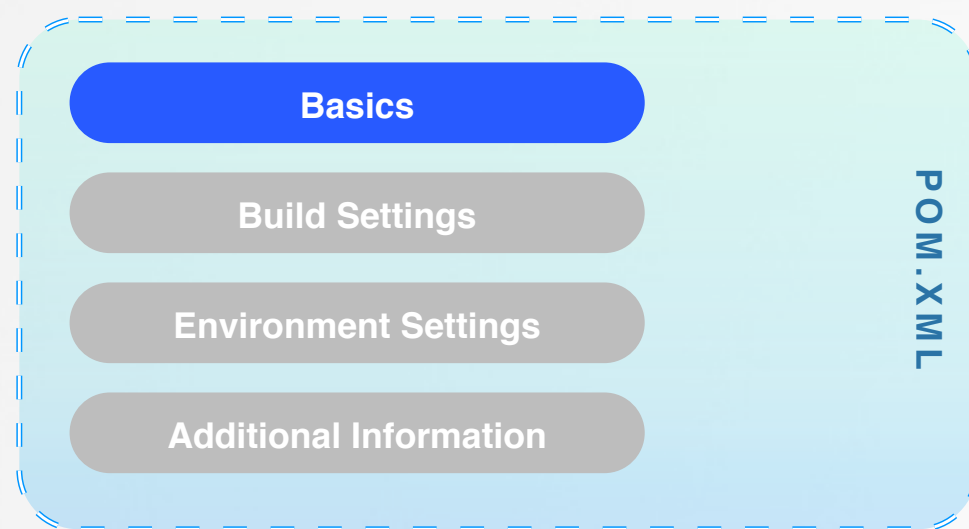 Basics
Build Settings
Environment Settings
Additional Information
POM.XML